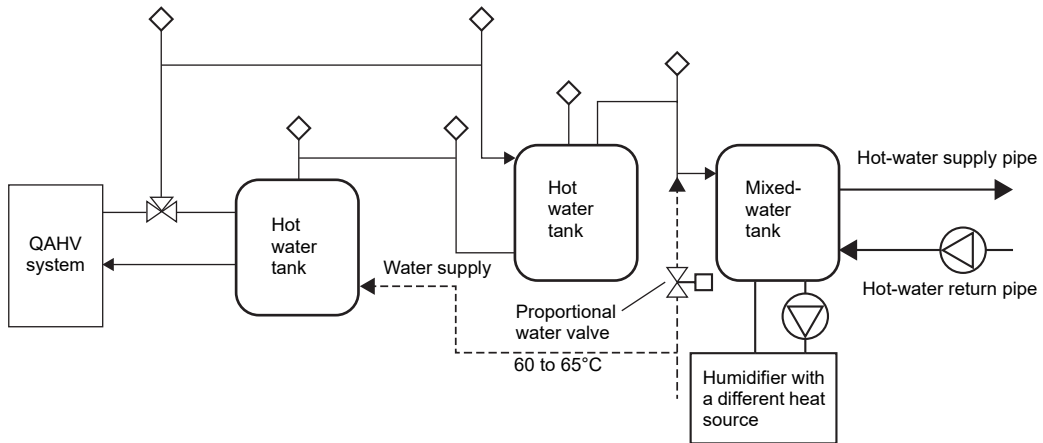 QAHV
system
Hot
water
tank
Water supply
Hot
water
tank
Proportional
water valve
60 to 65°C
Mixed-
water
tank
Hot-water supply pipe
Hot-water return pipe
Humidifier with
a different heat
source